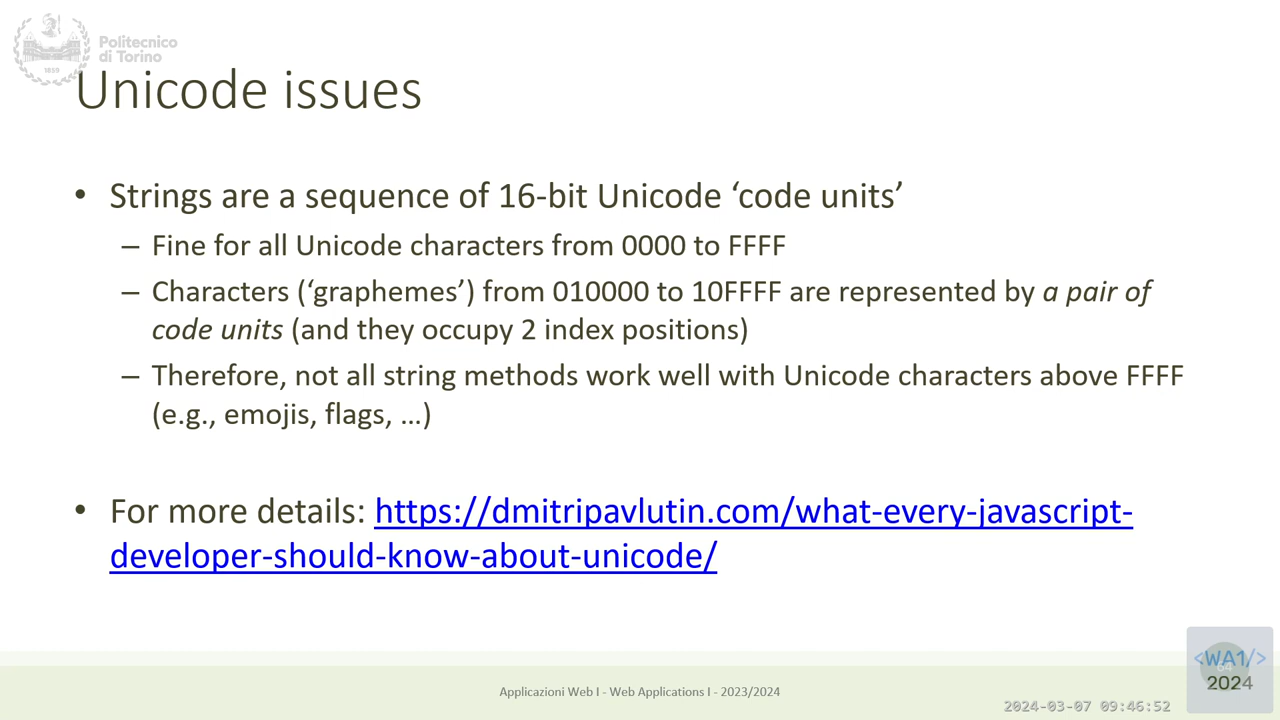 Politecnico
di Torino
1859
Unicode issues
• Strings are a sequence of 16-bit Unicode ‘code units’
– Fine for all Unicode characters from 0000 to FFFF
– Characters (‘graphemes’) from 010000 to 10FFFF are represented by a pair of
code units (and they occupy 2 index positions)
– Therefore, not all string methods work well with Unicode characters above FFFF
(e.g., emojis, flags, …)
• For more details: https://dmitripavlutin.com/what-every-javascript-
developer-should-know-about-unicode/
<WA1/>
2024
Applicazioni Web I - Web Applications I - 2023/2024
2024-03-07 09:46:52